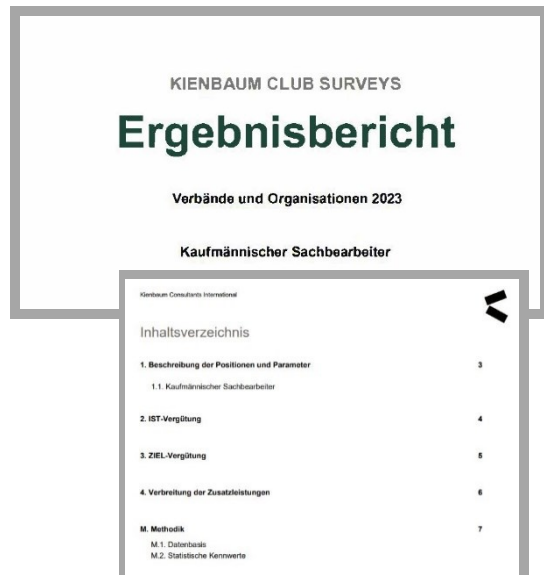 KIENBAUM CLUB SURVEYS
Ergebnisbericht
Verbände und Organisationen 2023
Kaufmännischer Sachbearbeiter
Kienbaum Consultants International
Inhaltsverzeichnis
1. Beschreibung der Positionen und Parameter 3
1.1. Kaufmännischer Sachbearbeiter
2. IST-Vergütung 4
3. ZIEL-Vergütung 5
4. Verbreitung der Zusatzleistungen 6
M. Methodik 7
M.1. Datenbasis
M.2. Statistische Kennwerte